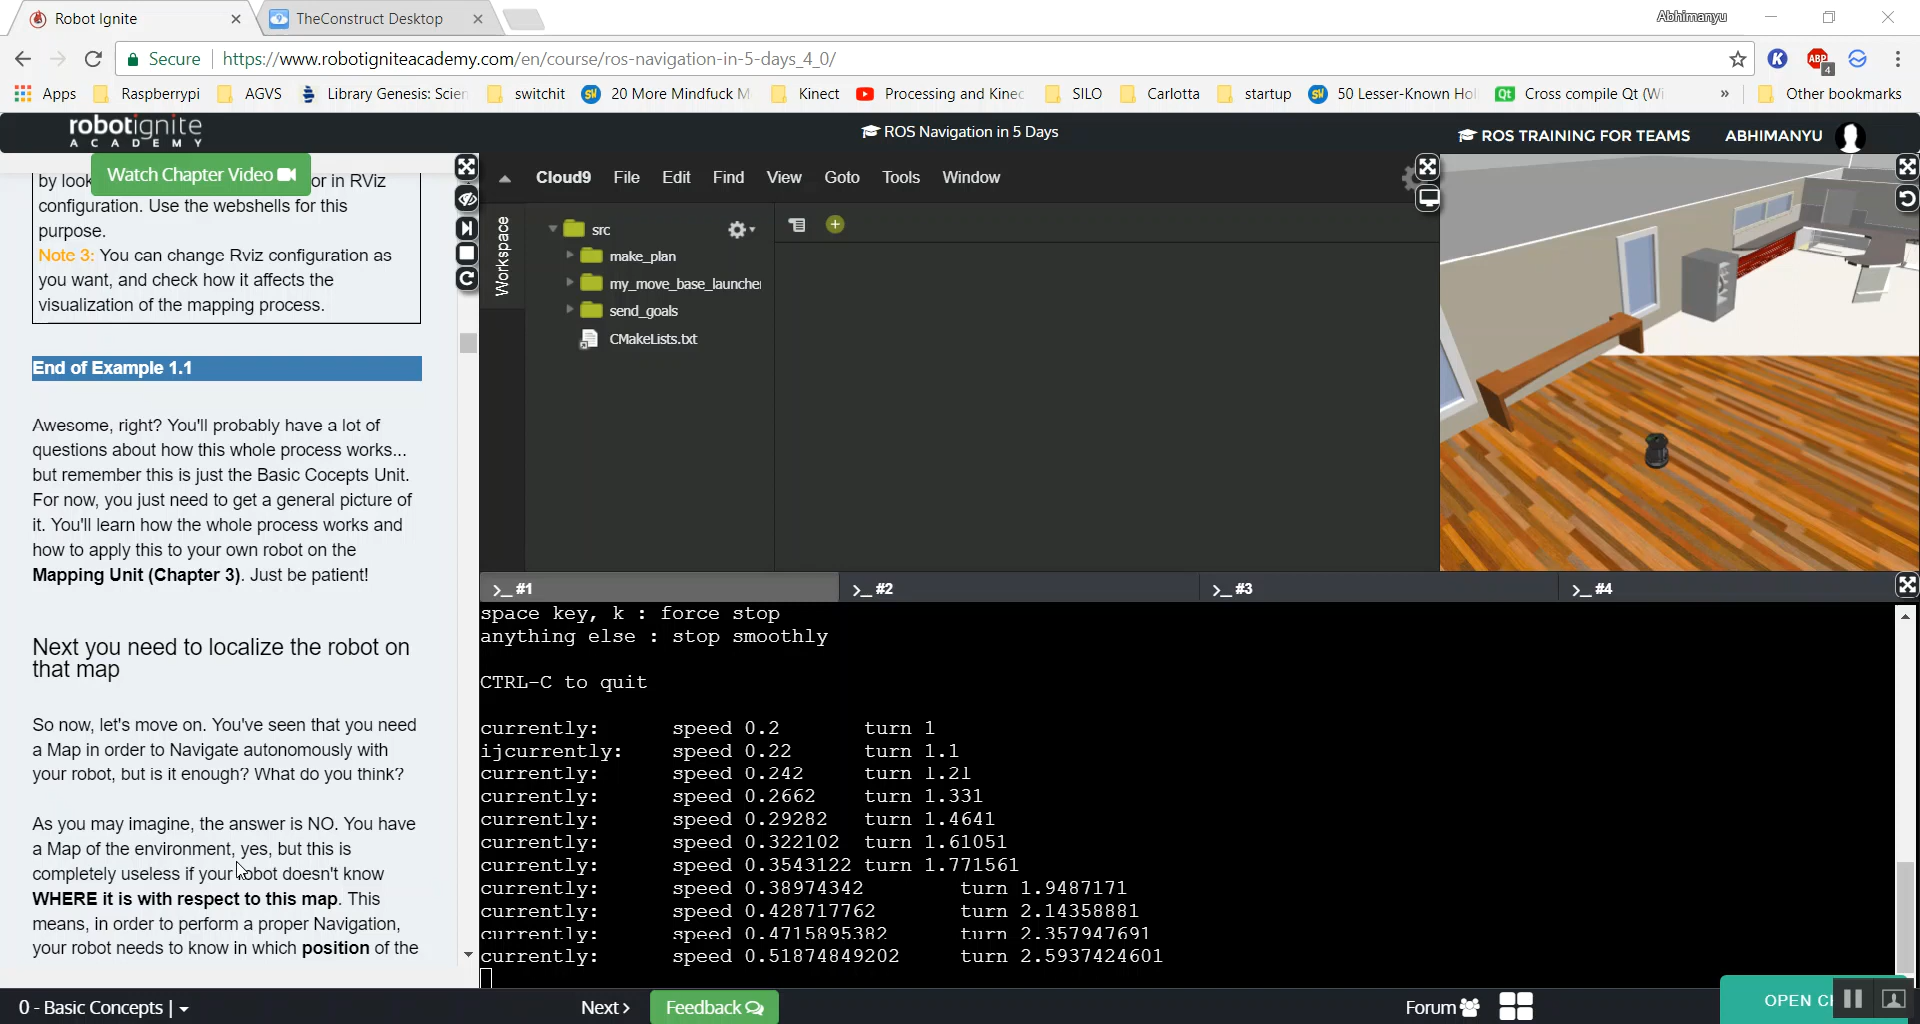 Robot Ignite
TheConstruct Desktop
Abhimanyu
Secure
https://www.robotigniteacademy.com/en/course/ros-navigation-in-5-days_4_0/
ABP
4
Apps
Raspberrypi
AGVS
Library Genesis: Scien
switchit
20 More Mindfuck M
Kinect
Processing and Kinec
SILO
Carlotta
startup
50 Lesser-Known Hol
Cross compile Qt (Wi
»
Other bookmarks
robotignite
ACADEMY
ROS Navigation in 5 Days
ROS TRAINING FOR TEAMS
ABHIMANYU
Watch Chapter Video
by look
or in RViz
configuration. Use the webshells for this
purpose.
Note 3: You can change Rviz configuration as
you want, and check how it affects the
visualization of the mapping process.
End of Example 1.1
Awesome, right? You'll probably have a lot of
questions about how this whole process works...
but remember this is just the Basic Cocepts Unit.
For now, you just need to get a general picture of
it. You'll learn how the whole process works and
how to apply this to your own robot on the
Mapping Unit (Chapter 3). Just be patient!
Next you need to localize the robot on
that map
So now, let's move on. You've seen that you need
a Map in order to Navigate autonomously with
your robot, but is it enough? What do you think?
As you may imagine, the answer is NO. You have
a Map of the environment, yes, but this is
completely useless if your robot doesn't know
WHERE it is with respect to this map. This
means, in order to perform a proper Navigation,
your robot needs to know in which position of the
Cloud9 File Edit Find View Goto Tools Window
Workspace
src
make_plan
my_move_base_launcher
send_goals
CMakeLists.txt
>_ #1
>_ #2
>_ #3
>_ #4
space key, k : force stop
anything else : stop smoothly
CTRL-C to quit
currently: speed 0.2 turn 1
ijcurrently: speed 0.22 turn 1.1
currently: speed 0.242 turn 1.21
currently: speed 0.2662 turn 1.331
currently: speed 0.29282 turn 1.4641
currently: speed 0.322102 turn 1.61051
currently: speed 0.3543122 turn 1.771561
currently: speed 0.38974342 turn 1.9487171
currently: speed 0.428717762 turn 2.14358881
currently: speed 0.4715895382 turn 2.357947691
currently: speed 0.51874849202 turn 2.5937424601
0 - Basic Concepts |
Next >
Feedback
Forum
OPEN